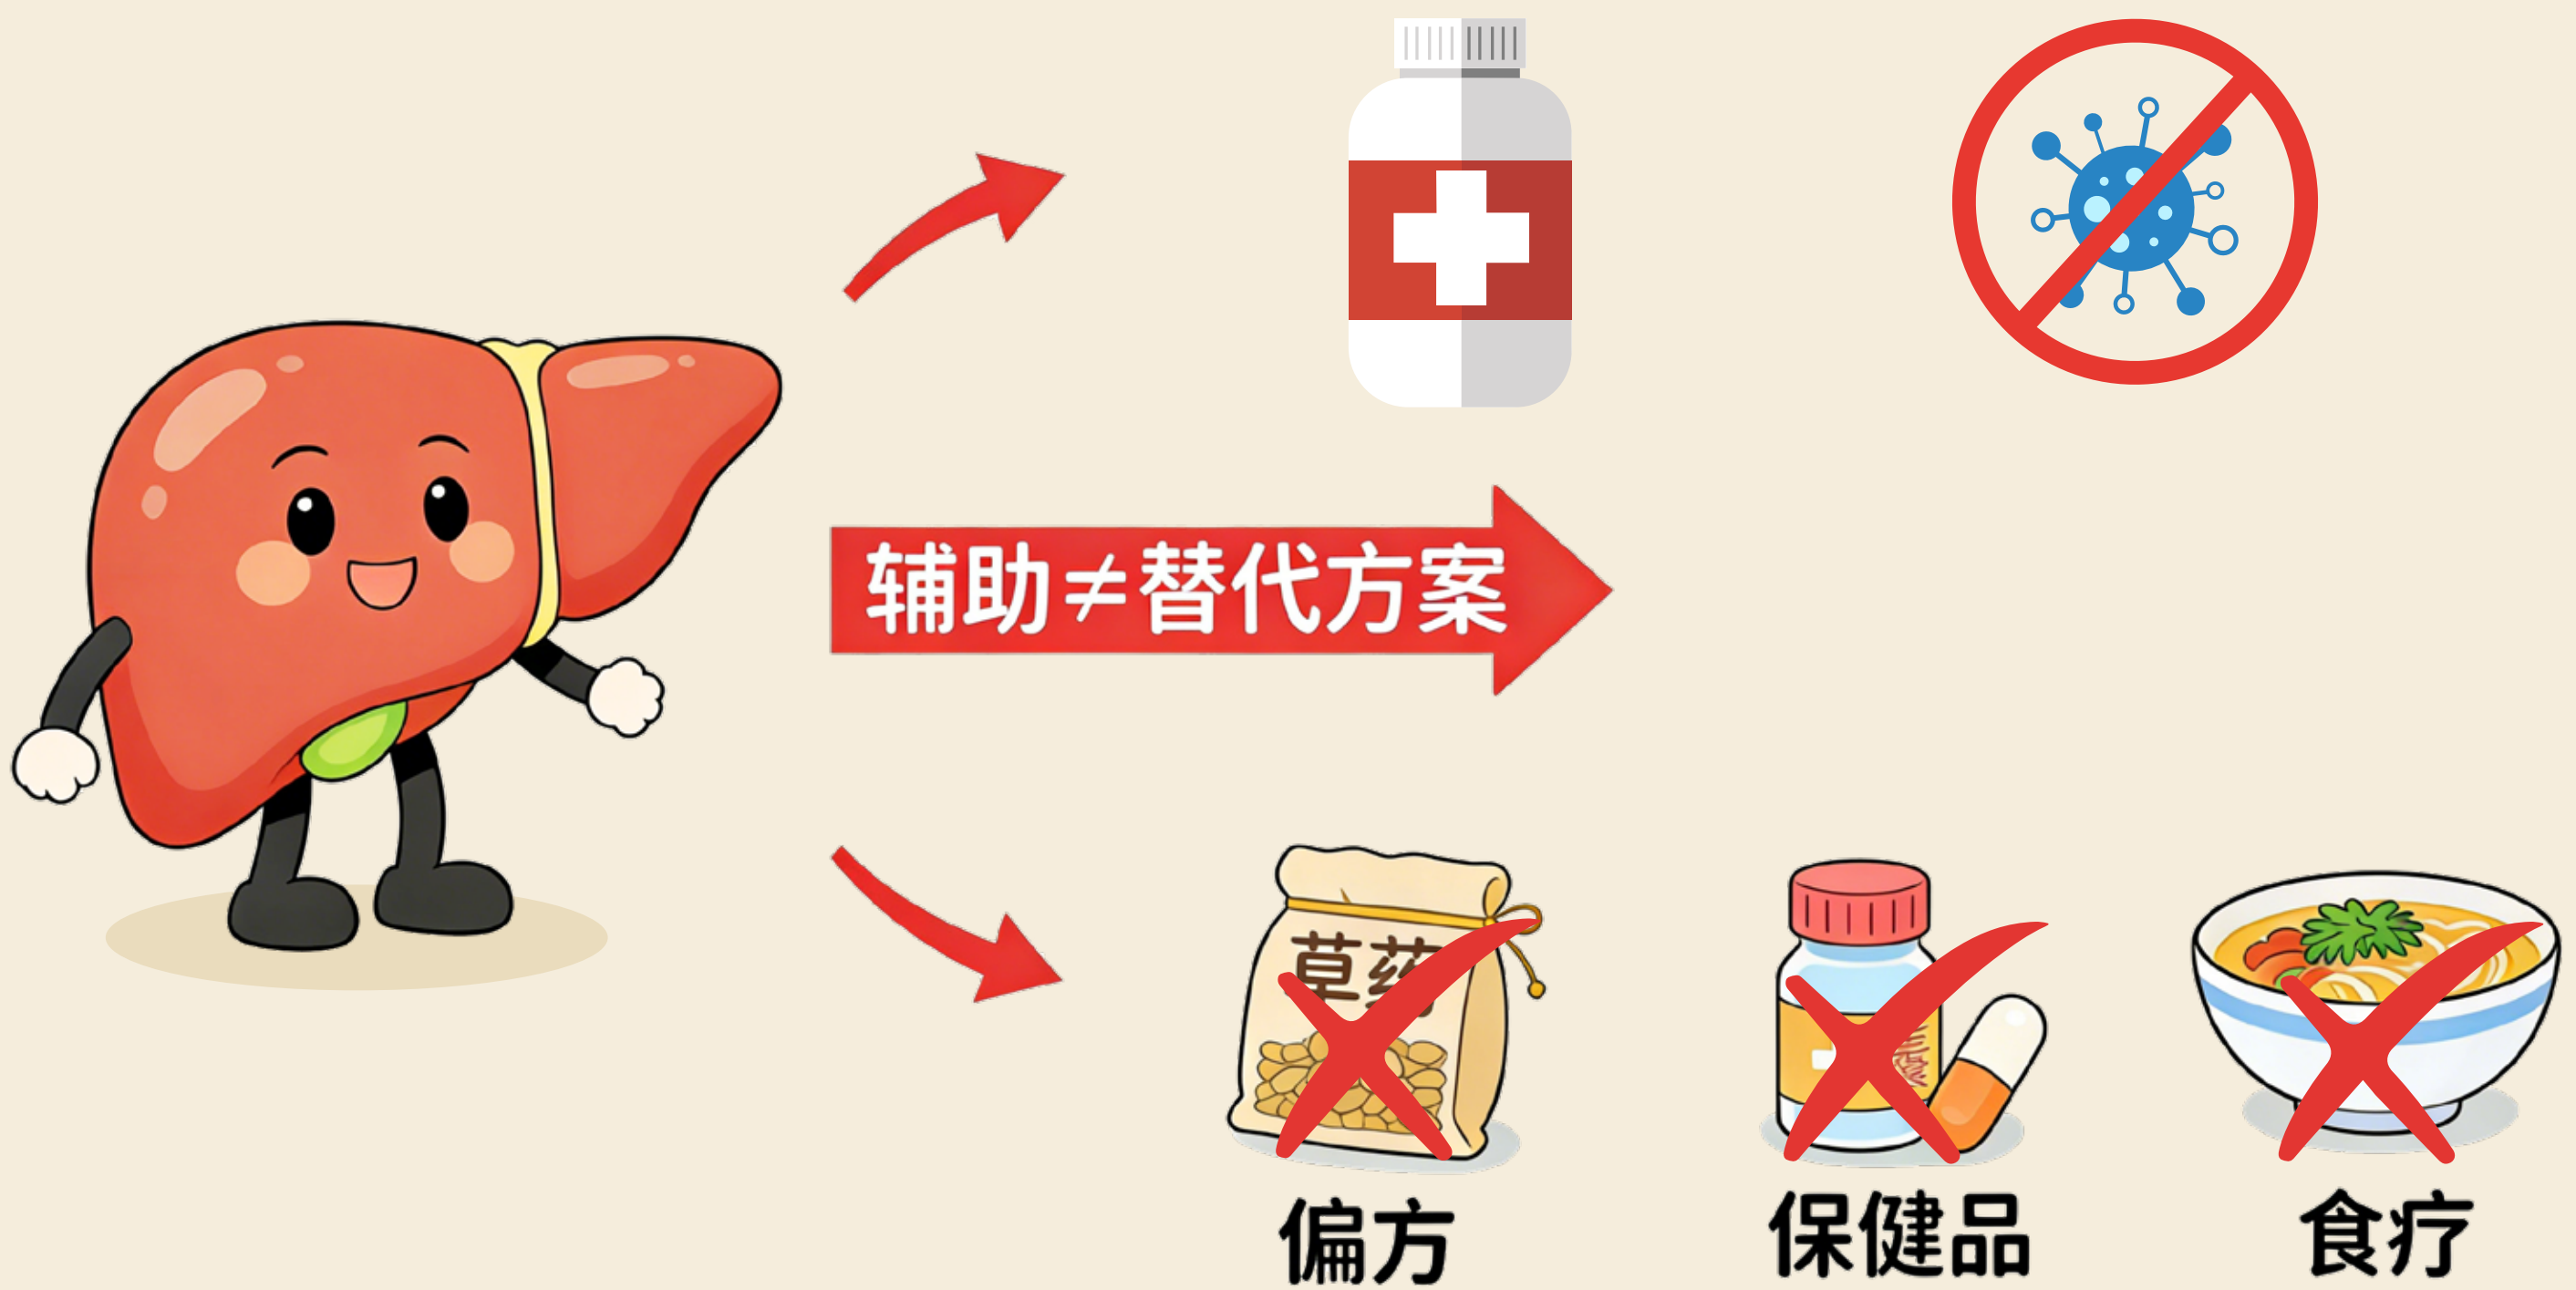 辅助≠替代方案
草药
偏方
保健品
食疗